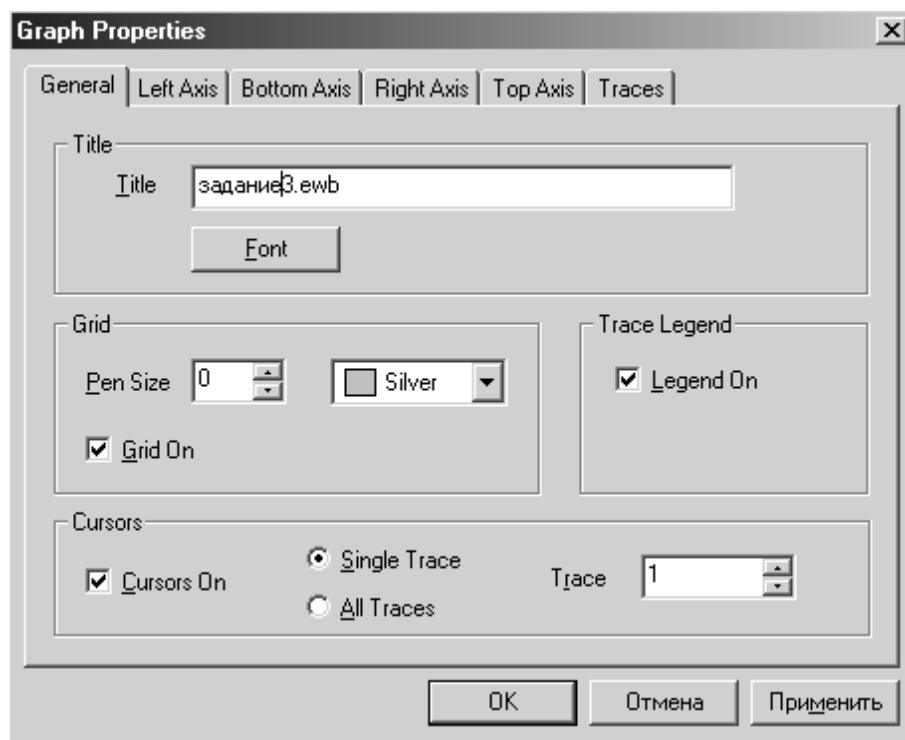 Graph Properties
General Left Axis Bottom Axis Right Axis Top Axis Traces
Title
Title задание3.ewb
Font
Grid
Pen Size 0 Silver
Grid On
Trace Legend
Legend On
Cursors
Cursors On
Single Trace
All Traces
Trace 1
OK Отмена Применить